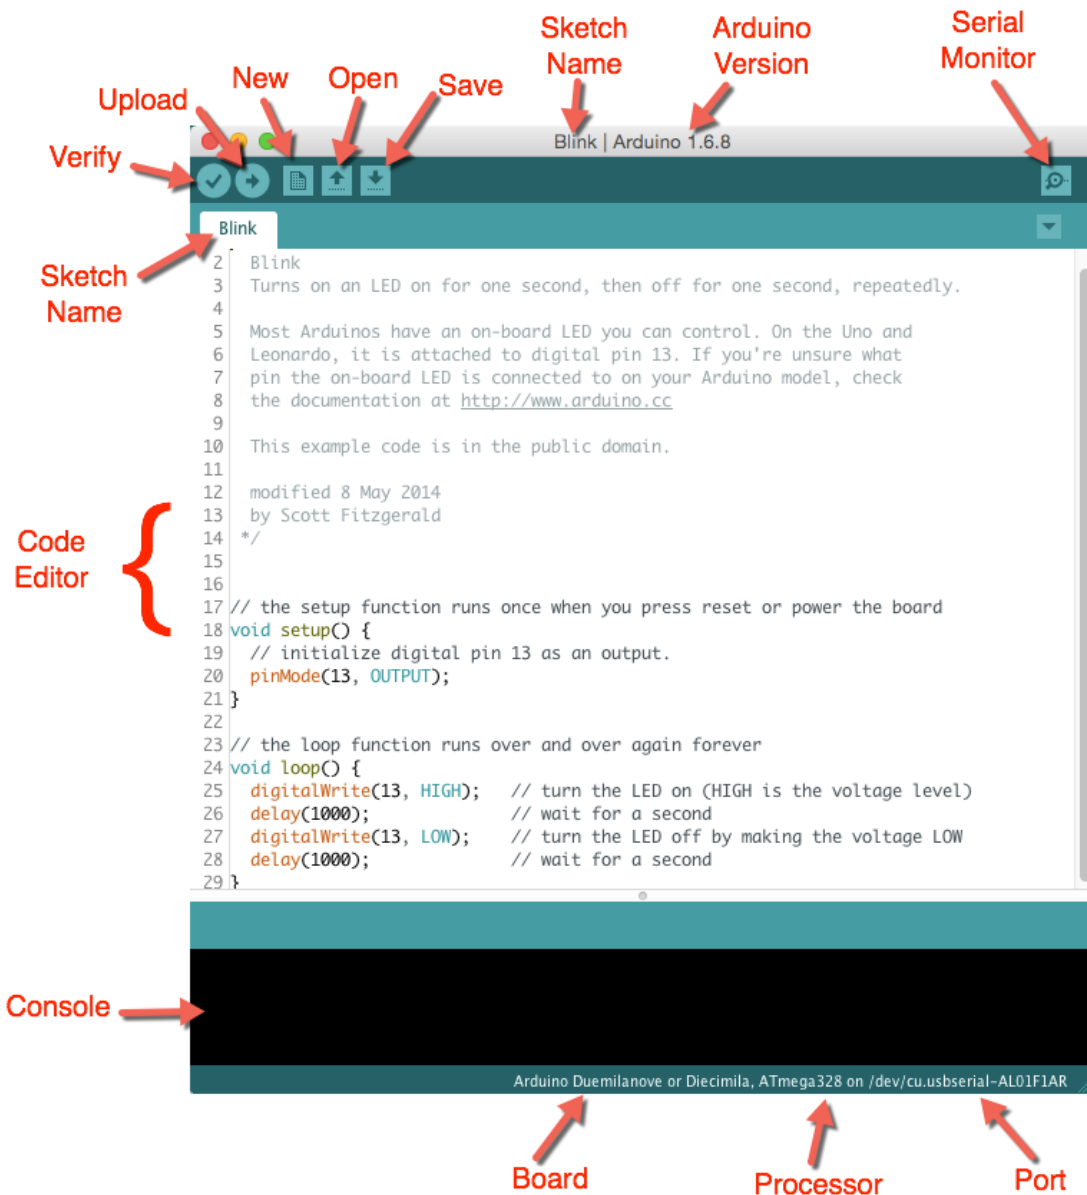 Sketch
Name
Arduino
Version
Serial
Monitor
New
Open
Save
Upload
Verify
Blink | Arduino 1.6.8
Blink
Sketch
Name
2 Blink
3 Turns on an LED on for one second, then off for one second, repeatedly.
4
5 Most Arduinos have an on-board LED you can control. On the Uno and
6 Leonardo, it is attached to digital pin 13. If you're unsure what
7 pin the on-board LED is connected to on your Arduino model, check
8 the documentation at http://www.arduino.cc
9
10 This example code is in the public domain.
11
12 modified 8 May 2014
13 by Scott Fitzgerald
14 */
15
16
17 // the setup function runs once when you press reset or power the board
18 void setup() {
19 // initialize digital pin 13 as an output.
20 pinMode(13, OUTPUT);
21 }
22
23 // the loop function runs over and over again forever
24 void loop() {
25 digitalWrite(13, HIGH); // turn the LED on (HIGH is the voltage level)
26 delay(1000); // wait for a second
27 digitalWrite(13, LOW); // turn the LED off by making the voltage LOW
28 delay(1000); // wait for a second
29 }
Code
Editor
Console
Arduino Duemilanove or Diecimila, ATmega328 on /dev/cu.usbserial-AL01F1AR
Board
Processor
Port